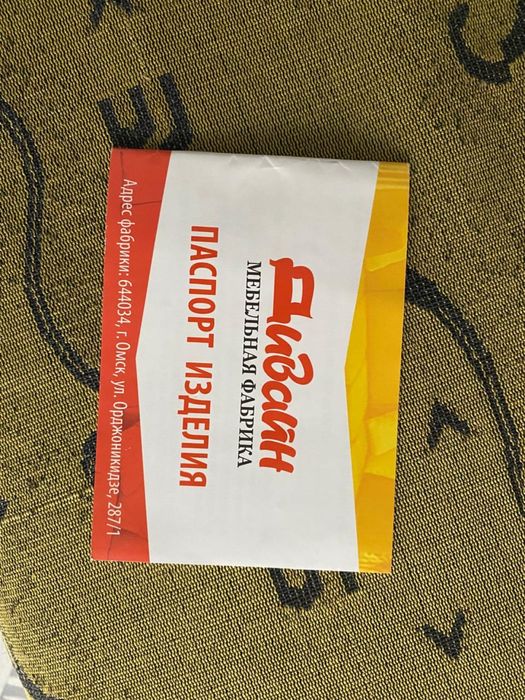 Дивайн
МЕБЕЛЬНАЯ ФАБРИКА
ПАСПОРТ ИЗДЕЛИЯ
Адрес фабрики: 644034, г. Омск, ул. Орджоникидзе, 287/1